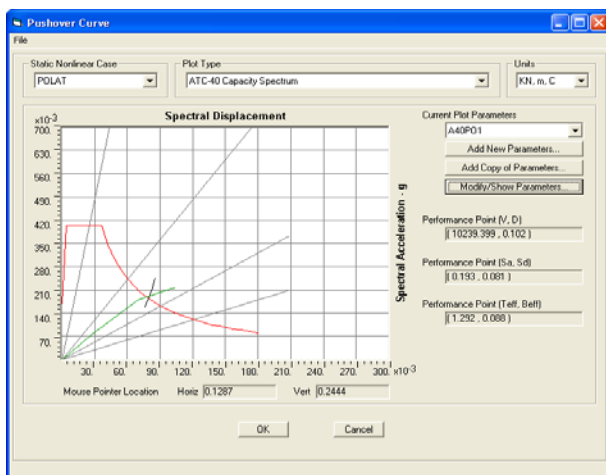 Pushover Curve
File
Static Nonlinear Case
POLAT
Plot Type
ATC-40 Capacity Spectrum
Units
KN, m, C
Spectral Displacement
x10-3
700.
630.
560.
490.
420.
350.
280.
210.
140.
70.
30. 60. 90. 120. 150. 180. 210. 240. 270. 300. x10-3
Spectral Acceleration - g
Mouse Pointer Location Horiz 0.1287 Vert 0.2444
Current Plot Parameters
A40PO1
Add New Parameters...
Add Copy of Parameters...
Modify/Show Parameters...
Performance Point (V, D)
( 10239.399 , 0.102 )
Performance Point (Sa, Sd)
( 0.193 , 0.081 )
Performance Point (Teff, Beff)
( 1.292 , 0.088 )
OK
Cancel